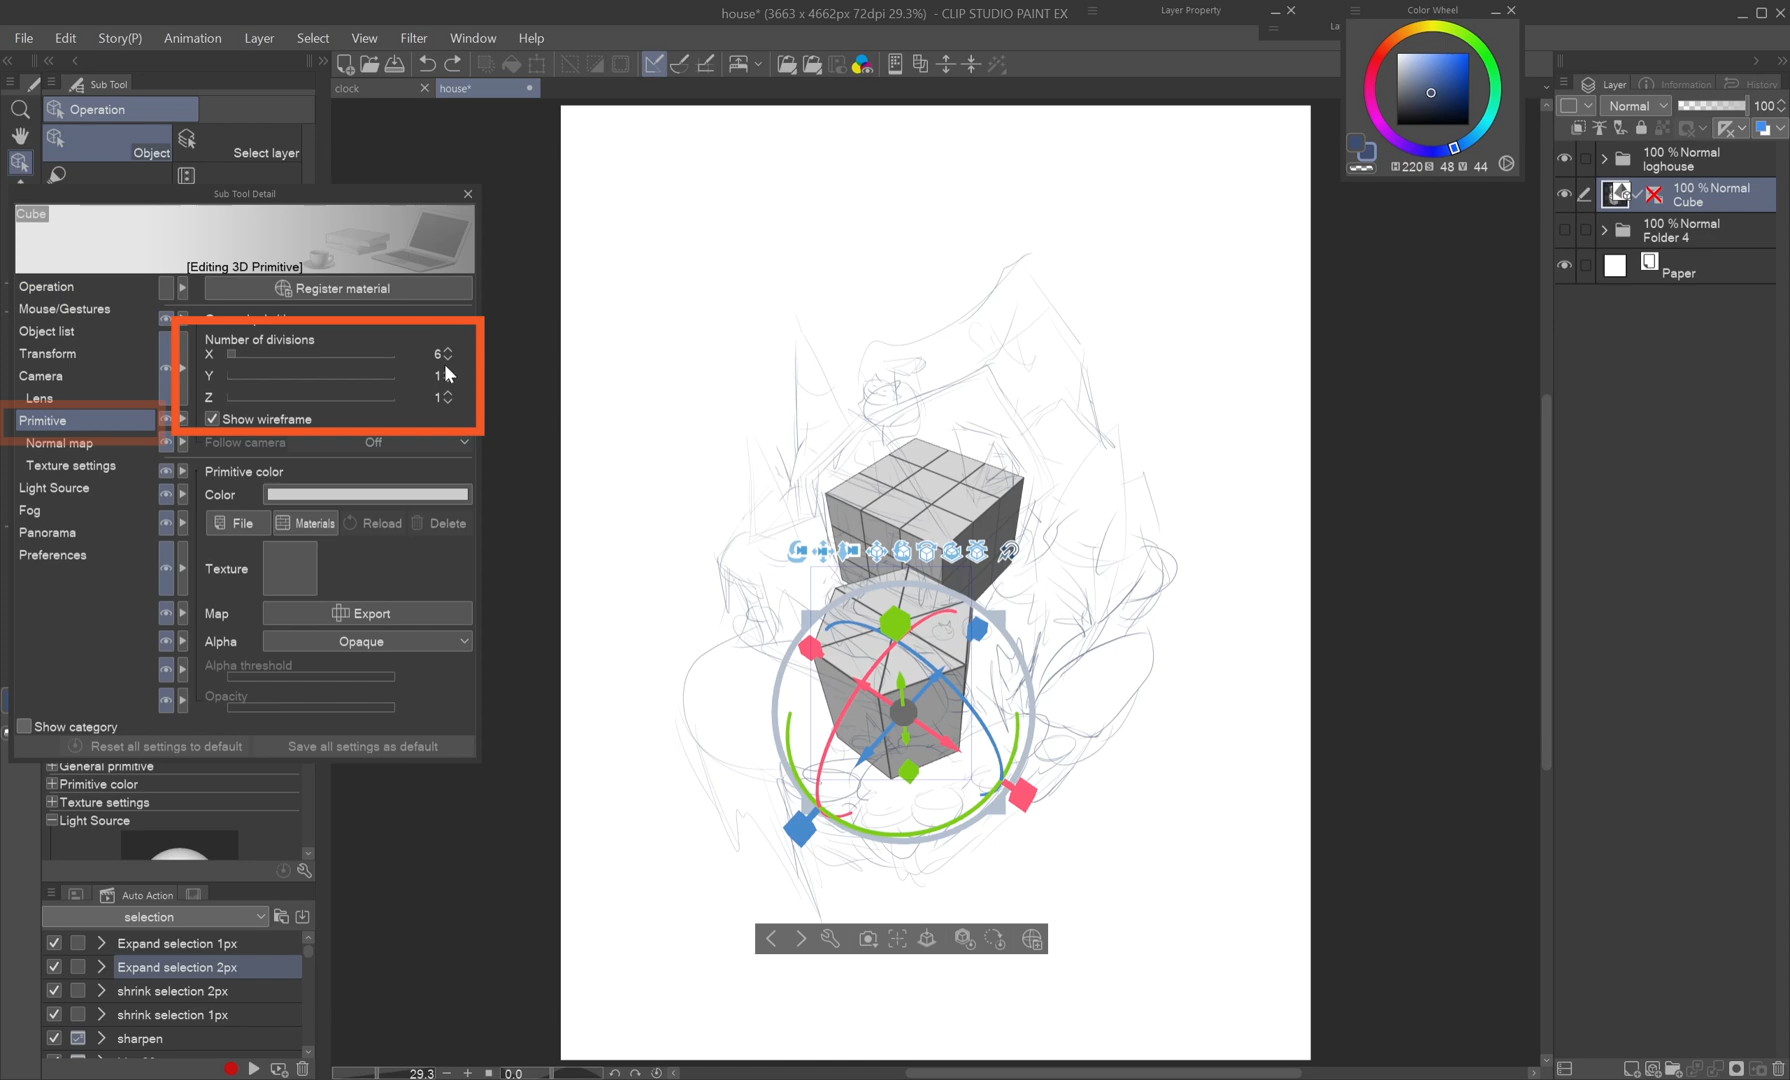 house* (3663 x 4662px 72dpi 29.3%) - CLIP STUDIO PAINT EX
Layer Property
Color Wheel
File Edit Story(P) Animation Layer Select View Filter Window Help
Sub Tool
clock
house*
Layer
Information
History
Operation
Normal
100
Object
Select layer
H 220 S 48 V 44
100 % Normal
loghouse
100 % Normal
Cube
100 % Normal
Folder 4
Paper
Sub Tool Detail
Cube
[Editing 3D Primitive]
Operation
Mouse/Gestures
Object list
Transform
Camera
Lens
Primitive
Normal map
Texture settings
Light Source
Fog
Panorama
Preferences
Register material
Number of divisions
X 6
Y 1
Z 1
Show wireframe
Follow camera Off
Primitive color
Color
File Materials Reload Delete
Texture
Map Export
Alpha Opaque
Alpha threshold
Opacity
Show category
Reset all settings to default
Save all settings as default
General primitive
Primitive color
Texture settings
Light Source
Auto Action
selection
Expand selection 1px
Expand selection 2px
shrink selection 2px
shrink selection 1px
sharpen
29.3
0.0